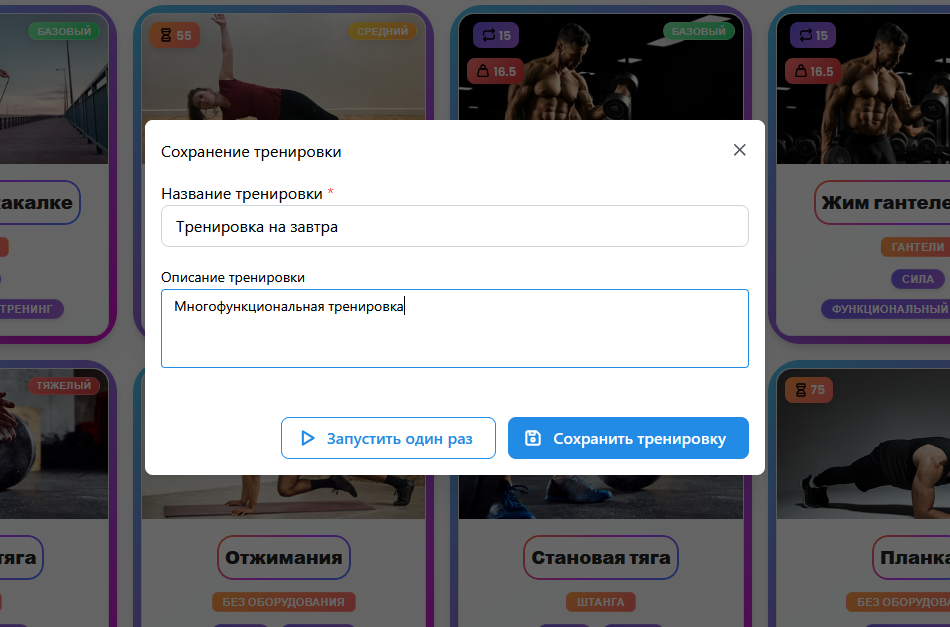 БАЗОВЫЙ
55
СРЕДНИЙ
15
БАЗОВЫЙ
16.5
15
16.5
Сохранение тренировки
Название тренировки *
Тренировка на завтра
Описание тренировки
Многофункциональная тренировка
Запустить один раз
Сохранить тренировку
какалке
ТРЕНИНГ
Жим гантеле
ГАНТЕЛИ
СИЛА
ФУНКЦИОНАЛЬНЫЙ
ТЯЖЕЛЫЙ
75
тяга
Отжимания
БЕЗ ОБОРУДОВАНИЯ
Становая тяга
ШТАНГА
Планка
БЕЗ ОБОРУДОВА